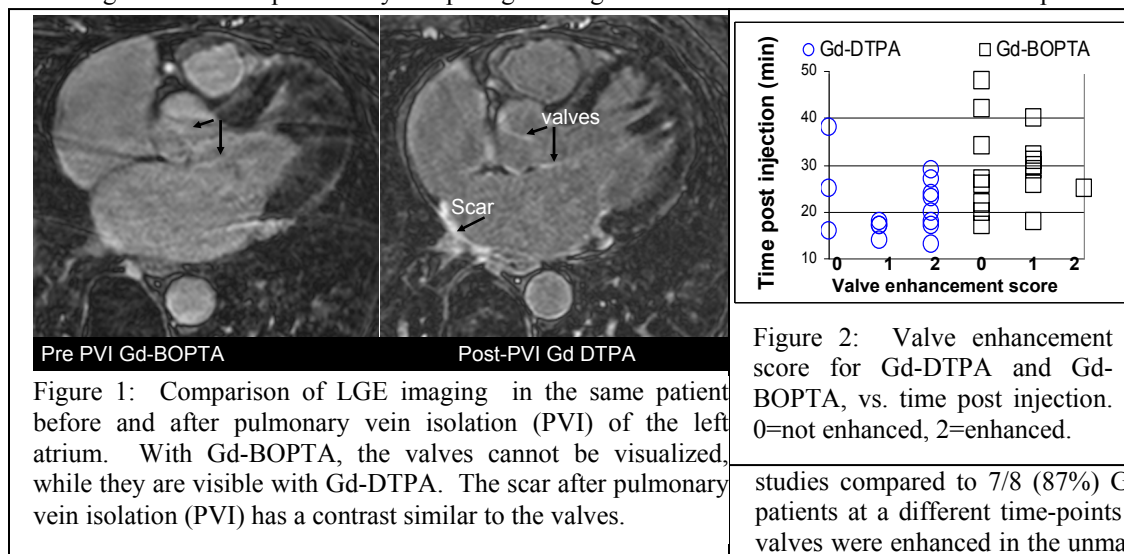 valves
Scar
Pre PVI Gd-BOPTA
Post-PVI Gd DTPA
Figure 1: Comparison of LGE imaging in the same patient
before and after pulmonary vein isolation (PVI) of the left
atrium. With Gd-BOPTA, the valves cannot be visualized,
while they are visible with Gd-DTPA. The scar after pulmonary
vein isolation (PVI) has a contrast similar to the valves.
Gd-DTPA Gd-BOPTA
Time post injection (min)
50
40
30
20
10
0 1 2 0 1 2
Valve enhancement score
Figure 2: Valve enhancement
score for Gd-DTPA and Gd-
BOPTA, vs. time post injection.
0=not enhanced, 2=enhanced.
studies compared to 7/8 (87%) G
patients at a different time-points
valves were enhanced in the unma